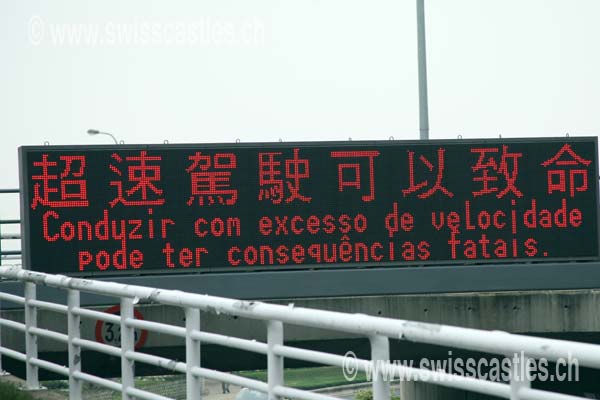 © www.swisscastles.ch
超速駕駛可以致命
Conduzir com excesso de velocidade
pode ter consequências fatais.
© www.swisscastles.ch